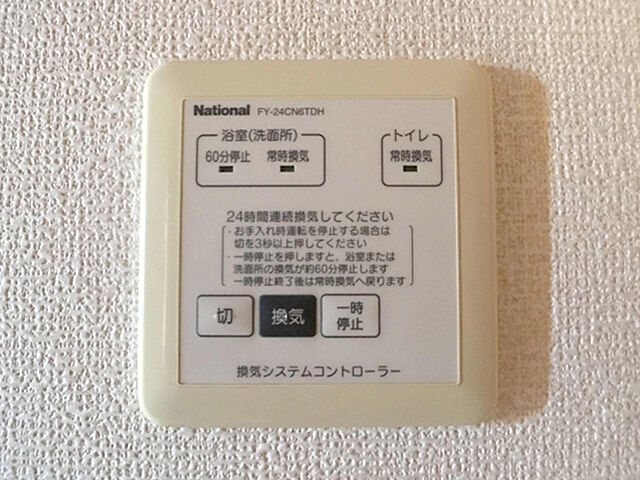 National FY-24CN6TDH
浴室(洗面所)
トイレ
60分停止 常時換気
常時換気
24時間連続換気してください
・お手入れ時運転を停止する場合は
切を3秒以上押してください
・一時停止を押しますと、浴室または
洗面所の換気が約60分停止します
一時停止終了後は常時換気へ戻ります
切
換気
一時
停止
換気システムコントローラー